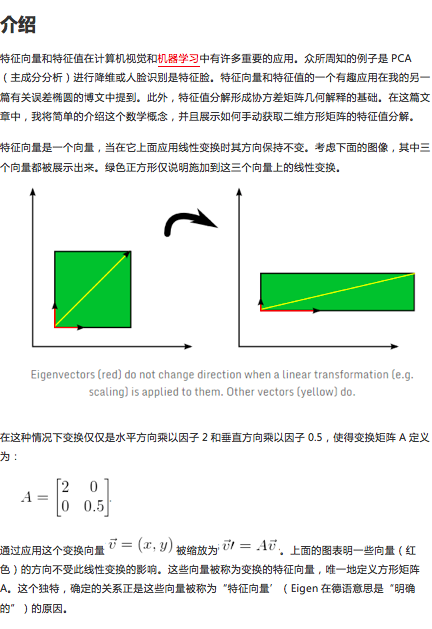 介绍
特征向量和特征值在计算机视觉和机器学习中有许多重要的应用。众所周知的例子是 PCA
（主成分分析）进行降维或人脸识别是特征脸。特征向量和特征值的一个有趣应用在我的另一
篇有关误差椭圆的博文中提到。此外，特征值分解形成协方差矩阵几何解释的基础。在这篇文
章中，我将简单的介绍这个数学概念，并且展示如何手动获取二维方形矩阵的特征值分解。
特征向量是一个向量，当在它上面应用线性变换时其方向保持不变。考虑下面的图像，其中三
个向量都被展示出来。绿色正方形仅说明施加到这三个向量上的线性变换。
Eigenvectors (red) do not change direction when a linear transformation (e.g.
scaling) is applied to them. Other vectors (yellow) do.
在这种情况下变换仅仅是水平方向乘以因子 2 和垂直方向乘以因子 0.5，使得变换矩阵 A 定义
为：
A = [2 0
0 0.5].
通过应用这个变换向量 v⃗ = (x, y) 被缩放为 v⃗′ = Av⃗ 。上面的图表明一些向量（红
色）的方向不受此线性变换的影响。这些向量被称为变换的特征向量，唯一地定义方形矩阵
A。这个独特，确定的关系正是这些向量被称为“特征向量’（Eigen 在德语意思是“明确
的”）的原因。